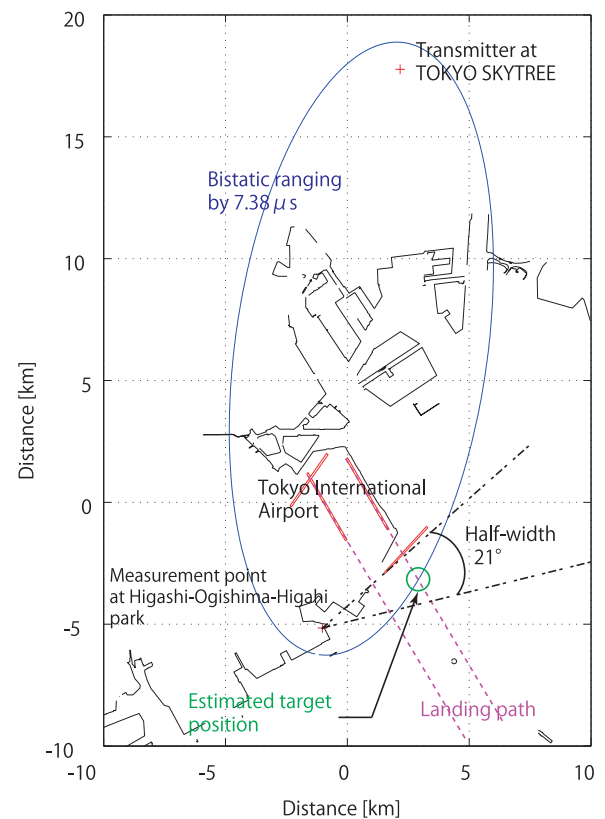 20
Transmitter at
TOKYO SKYTREE
15
Bistatic ranging
by 7.38 μs
10
5
Distance [km]
0
Tokyo International
Airport
Half-width
21°
Measurement point
at Higashi-Ogishima-Higahi
park
-5
Estimated target
position
Landing path
-10
-10
-5
0
5
10
Distance [km]